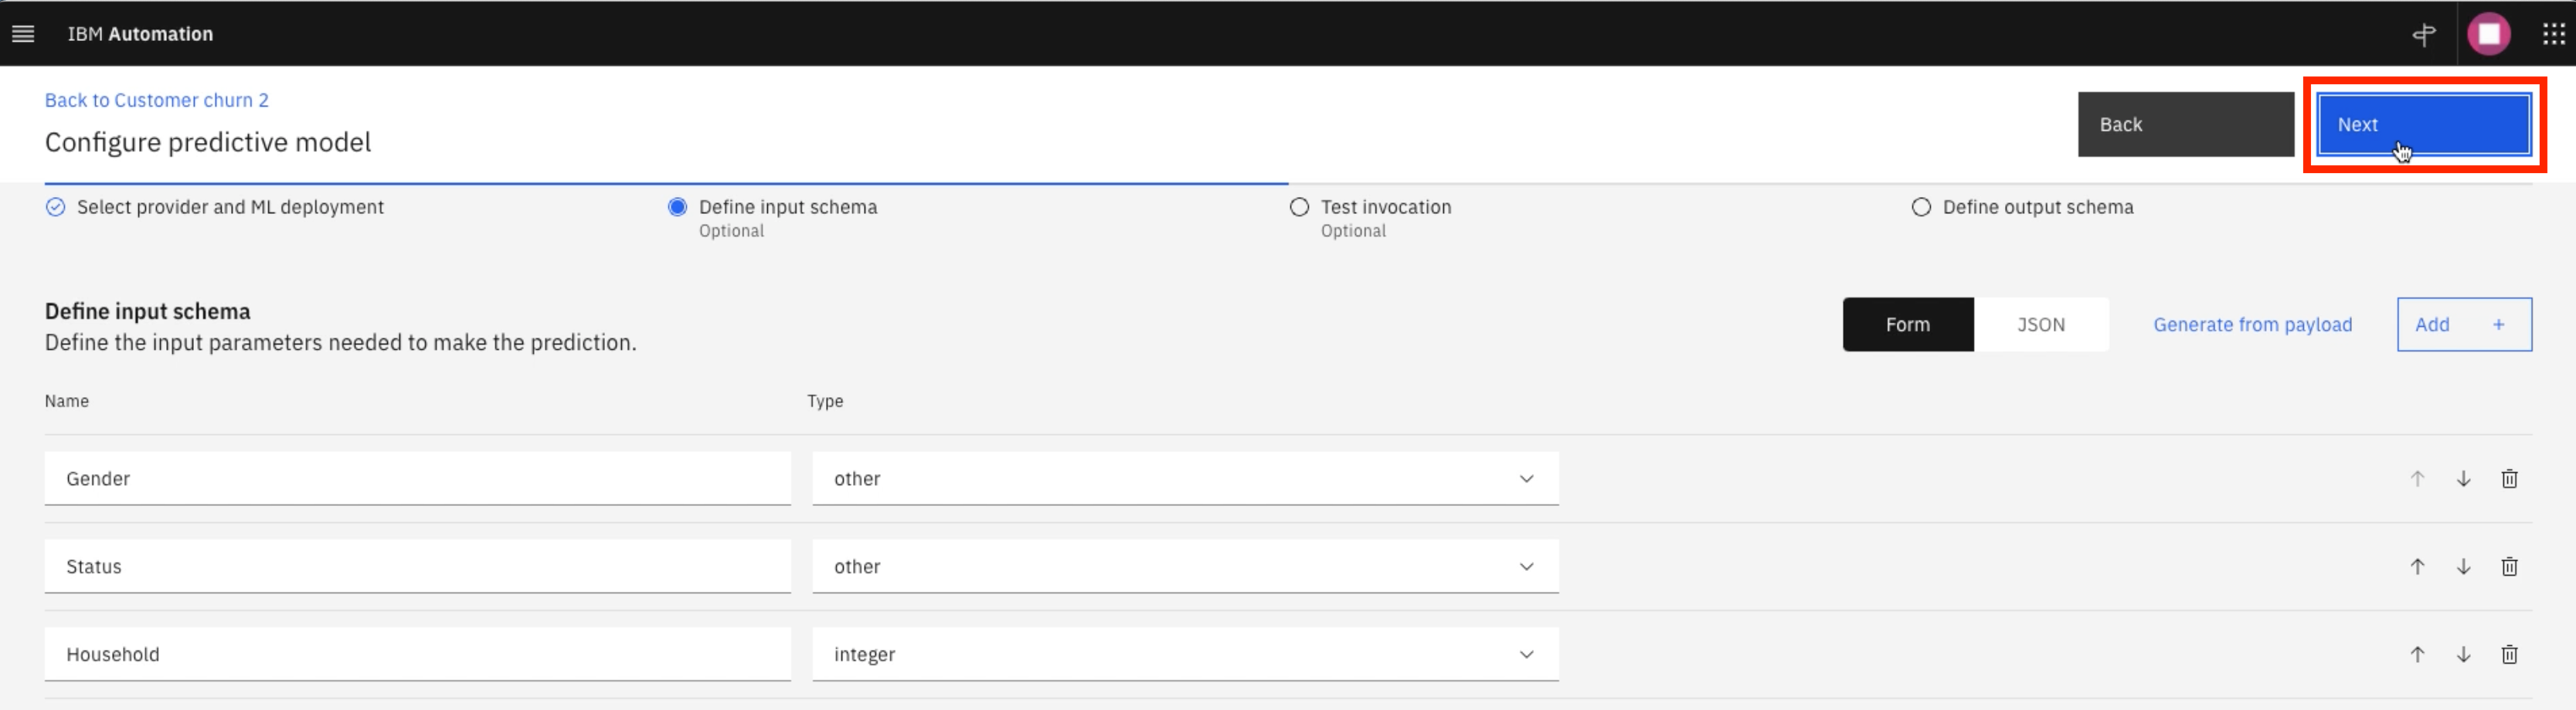 IBM Automation
Back to Customer churn 2
Configure predictive model
Back
Next
Select provider and ML deployment
Define input schema
Optional
Test invocation
Optional
Define output schema
Define input schema
Define the input parameters needed to make the prediction.
Form
JSON
Generate from payload
Add +
Name Type
Gender other
Status other
Household integer